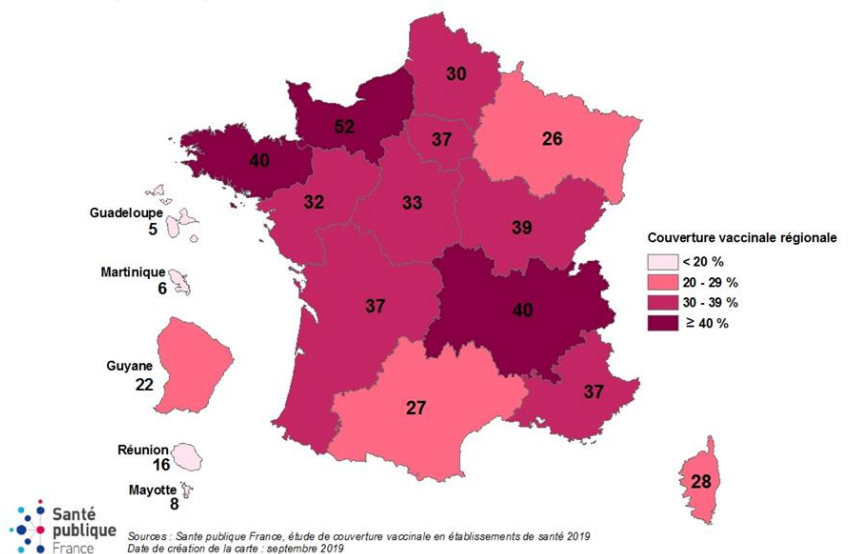 30
52
37
26
40
32
33
39
Guadeloupe
5
Martinique
6
37
40
Guyane
22
27
37
Réunion
16
28
Mayotte
8
Couverture vaccinale régionale
< 20 %
20 - 29 %
30 - 39 %
≥ 40 %
Santé
publique
France
Sources : Sante publique France, étude de couverture vaccinale en établissements de santé 2019
Date de création de la carte : septembre 2019